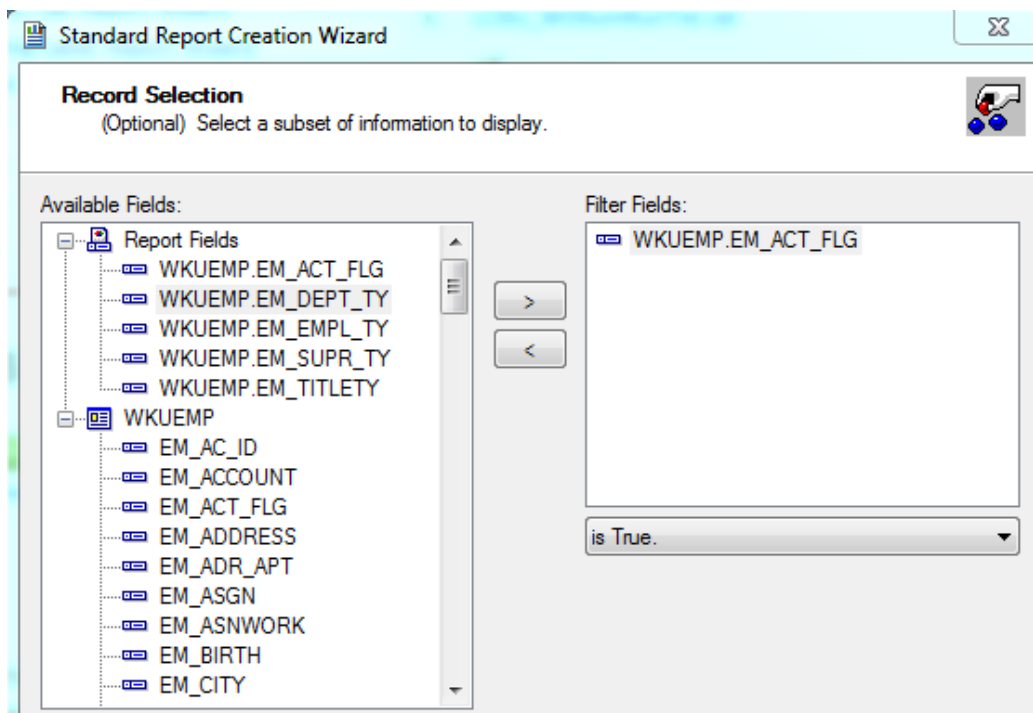 Standard Report Creation Wizard
Record Selection
(Optional) Select a subset of information to display.
Available Fields:
Report Fields
WKUEMP.EM_ACT_FLG
WKUEMP.EM_DEPT_TY
WKUEMP.EM_EMPL_TY
WKUEMP.EM_SUPR_TY
WKUEMP.EM_TITLETY
WKUEMP
EM_AC_ID
EM_ACCOUNT
EM_ACT_FLG
EM_ADDRESS
EM_ADR_APT
EM_ASGN
EM_ASNWORK
EM_BIRTH
EM_CITY
>
<
Filter Fields:
WKUEMP.EM_ACT_FLG
is True.